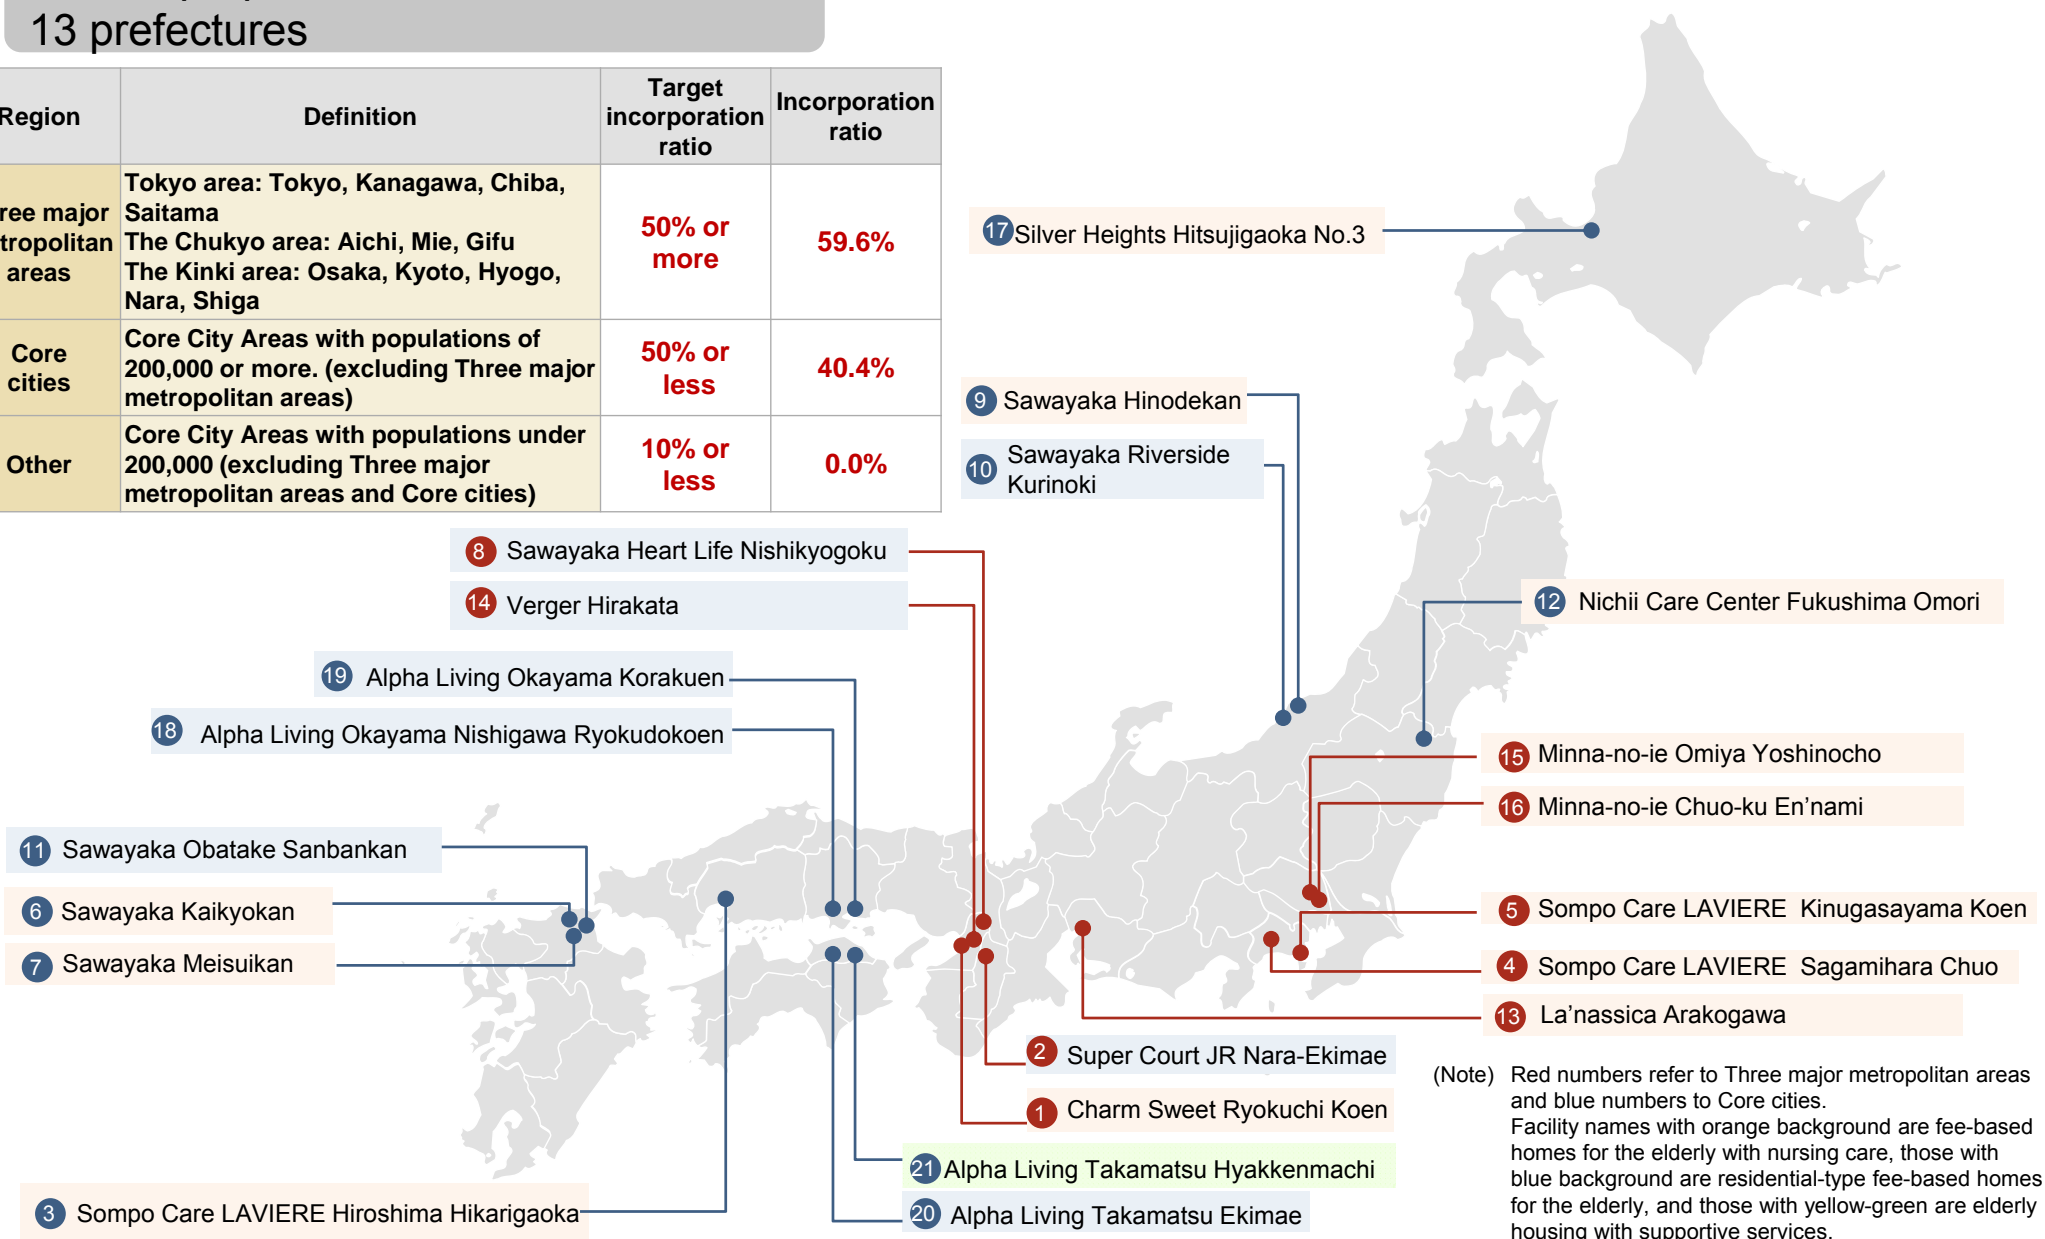 13 prefectures
Region
Definition
Target
incorporation
ratio
Incorporation
ratio
ree major
tropolitan
areas
Tokyo area: Tokyo, Kanagawa, Chiba,
Saitama
The Chukyo area: Aichi, Mie, Gifu
The Kinki area: Osaka, Kyoto, Hyogo,
Nara, Shiga
50% or
more
59.6%
Core
cities
Core City Areas with populations of
200,000 or more. (excluding Three major
metropolitan areas)
50% or
less
40.4%
Other
Core City Areas with populations under
200,000 (excluding Three major
metropolitan areas and Core cities)
10% or
less
0.0%
17 Silver Heights Hitsujigaoka No.3
9 Sawayaka Hinodekan
10 Sawayaka Riverside
Kurinoki
8 Sawayaka Heart Life Nishikyogoku
14 Verger Hirakata
12 Nichii Care Center Fukushima Omori
19 Alpha Living Okayama Korakuen
18 Alpha Living Okayama Nishigawa Ryokudokoen
15 Minna-no-ie Omiya Yoshinocho
16 Minna-no-ie Chuo-ku En’nami
11 Sawayaka Obatake Sanbankan
6 Sawayaka Kaikyokan
7 Sawayaka Meisuikan
5 Sompo Care LAVIERE Kinugasayama Koen
4 Sompo Care LAVIERE Sagamihara Chuo
13 La’nassica Arakogawa
2 Super Court JR Nara-Ekimae
1 Charm Sweet Ryokuchi Koen
21 Alpha Living Takamatsu Hyakkenmachi
20 Alpha Living Takamatsu Ekimae
3 Sompo Care LAVIERE Hiroshima Hikarigaoka
(Note) Red numbers refer to Three major metropolitan areas
and blue numbers to Core cities.
Facility names with orange background are fee-based
homes for the elderly with nursing care, those with
blue background are residential-type fee-based homes
for the elderly, and those with yellow-green are elderly
housing with supportive services.